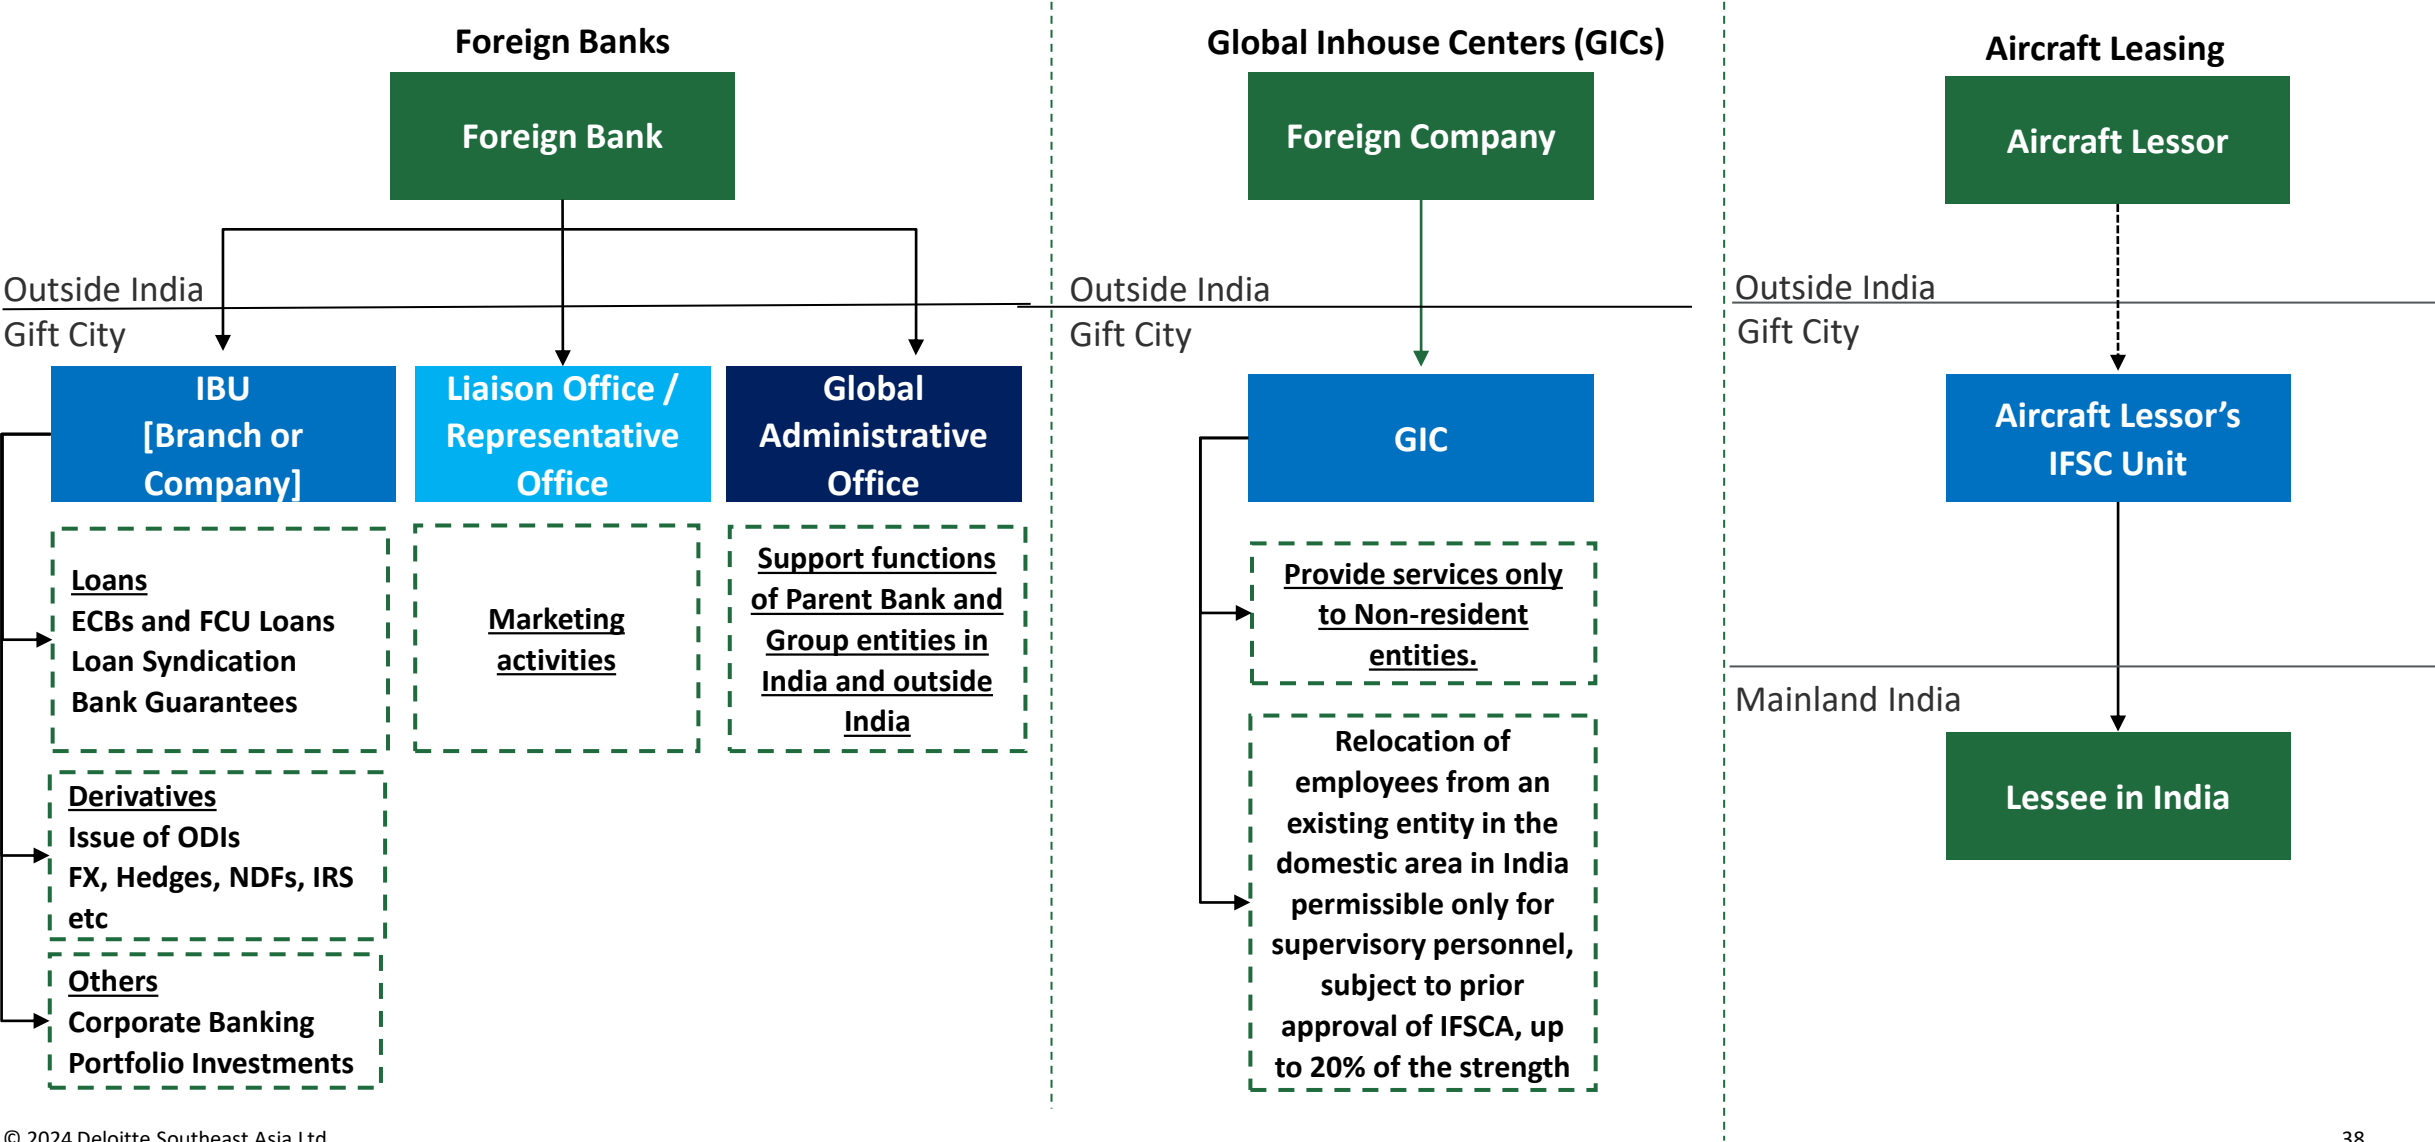 Foreign Banks
Foreign Bank
Outside India
Gift City
IBU
[Branch or
Company]
Liaison Office /
Representative
Office
Global
Administrative
Office
Loans
ECBs and FCU Loans
Loan Syndication
Bank Guarantees
Marketing
activities
Support functions
of Parent Bank and
Group entities in
India and outside
India
Derivatives
Issue of ODIs
FX, Hedges, NDFs, IRS
etc
Others
Corporate Banking
Portfolio Investments
Global Inhouse Centers (GICs)
Foreign Company
Outside India
Gift City
GIC
Provide services only
to Non-resident
entities.
Relocation of
employees from an
existing entity in the
domestic area in India
permissible only for
supervisory personnel,
subject to prior
approval of IFSCA, up
to 20% of the strength
Aircraft Leasing
Aircraft Lessor
Outside India
Gift City
Aircraft Lessor’s
IFSC Unit
Mainland India
Lessee in India
© 2024 Deloitte Southeast Asia Ltd
38